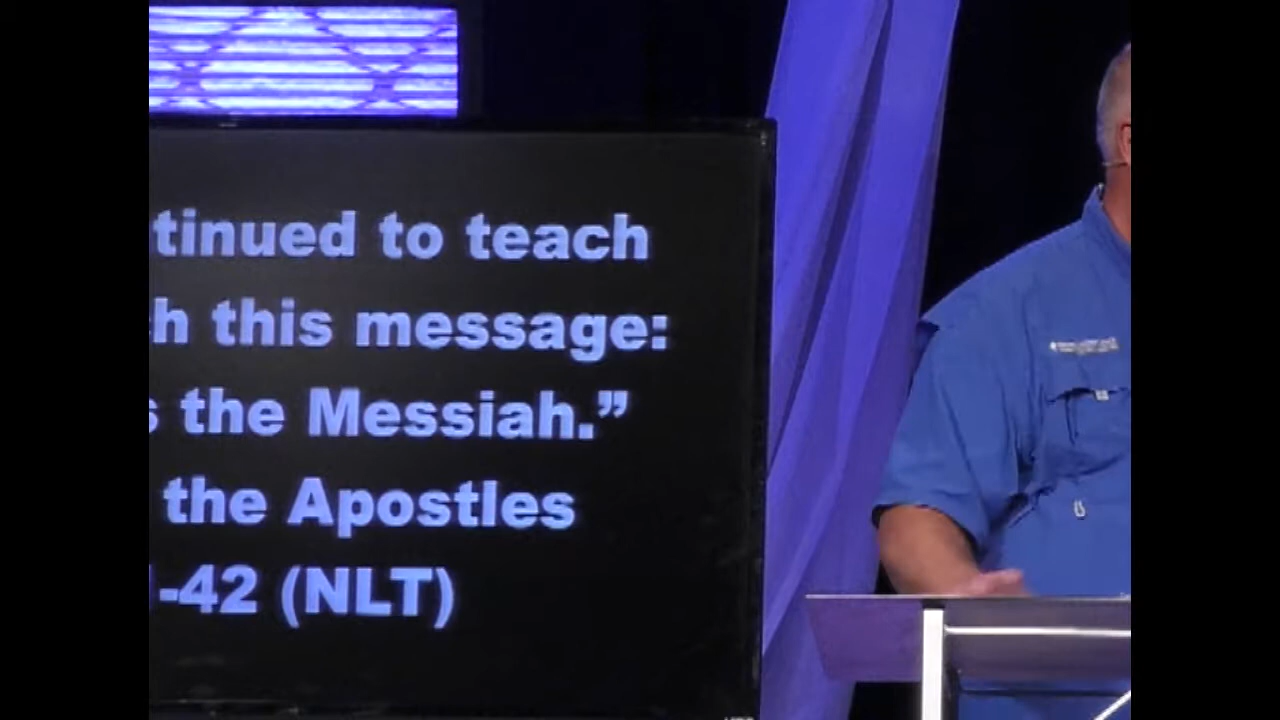 tinued to teach
h this message:
s the Messiah.”
the Apostles
-42 (NLT)